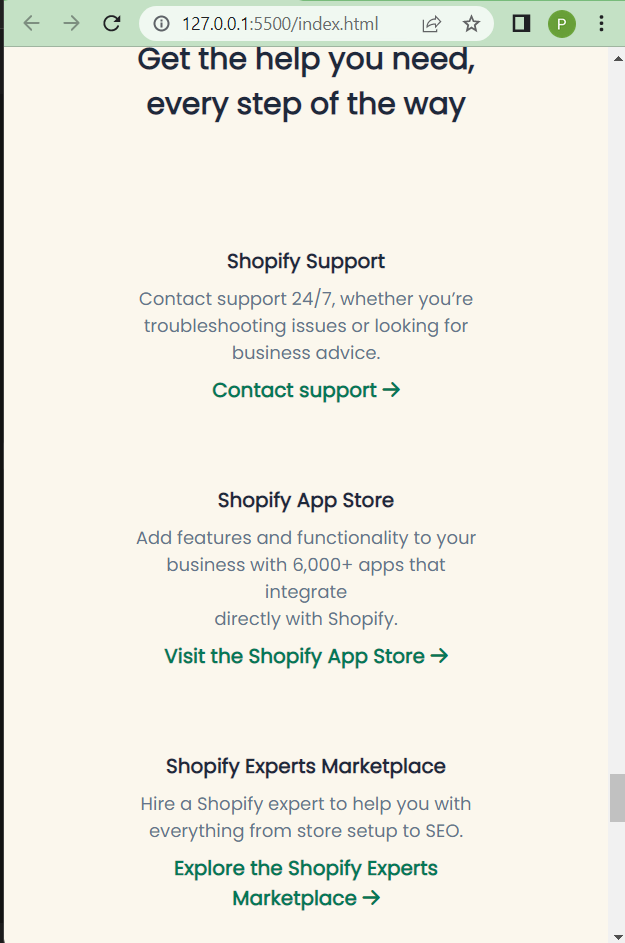 127.0.0.1:5500/index.html
P
Get the help you need,
every step of the way
Shopify Support
Contact support 24/7, whether you’re
troubleshooting issues or looking for
business advice.
Contact support →
Shopify App Store
Add features and functionality to your
business with 6,000+ apps that
integrate
directly with Shopify.
Visit the Shopify App Store →
Shopify Experts Marketplace
Hire a Shopify expert to help you with
everything from store setup to SEO.
Explore the Shopify Experts
Marketplace →